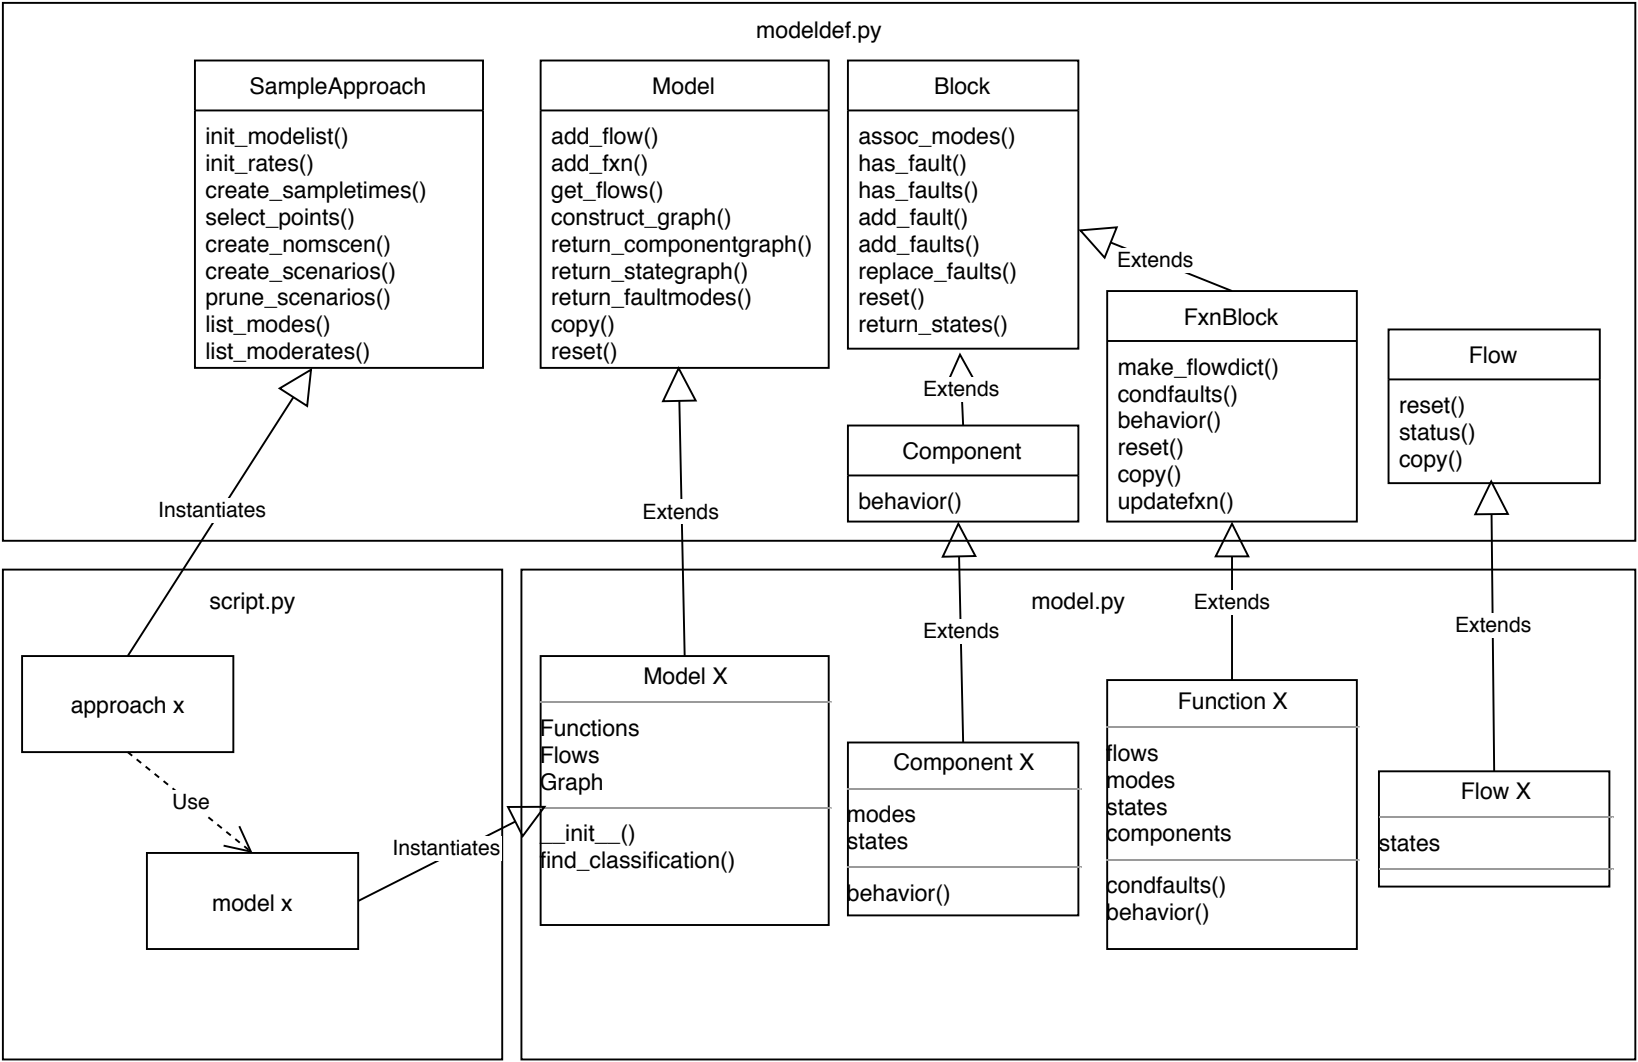 modeldef.py
SampleApproach
init_modelist()
init_rates()
create_sampletimes()
select_points()
create_nomscen()
create_scenarios()
prune_scenarios()
list_modes()
list_moderates()
Model
add_flow()
add_fxn()
get_flows()
construct_graph()
return_componentgraph()
return_stategraph()
return_faultmodes()
copy()
reset()
Block
assoc_modes()
has_fault()
has_faults()
add_fault()
add_faults()
replace_faults()
reset()
return_states()
Extends
FxnBlock
make_flowdict()
condfaults()
behavior()
reset()
copy()
updatefxn()
Flow
reset()
status()
copy()
Extends
Component
behavior()
Instantiates
Extends
script.py
approach x
Use
model x
Instantiates
model.py
Extends
Extends
Extends
Model X
Functions
Flows
Graph
__init__()
find_classification()
Component X
modes
states
behavior()
Function X
flows
modes
states
components
condfaults()
behavior()
Flow X
states